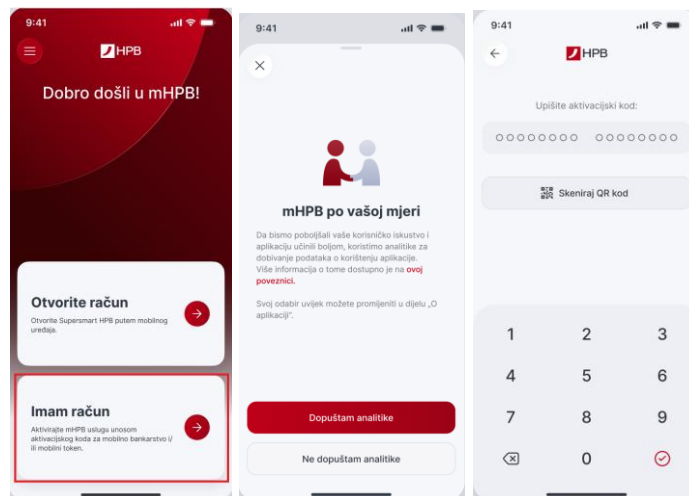 9:41
HPB
Dobro došli u mHPB!
Otvorite račun
Otvorite Supersmart HPB putem mobilnog
uređaja.
Imam račun
Aktivirajte mHPB uslugu unosom
aktivacijskog koda za mobilno bankarstvo i/
ili mobilni token.
9:41
mHPB po vašoj mjeri
Da bismo poboljšali vaše korisničko iskustvo i
aplikaciju učinili boljom, koristimo analitike za
dobivanje podataka o korištenju aplikacije.
Više informacija o tome dostupno je na ovoj
poveznici.
Svoj odabir uvijek možete promijeniti u dijelu „O
aplikaciji“.
Dopuštam analitike
Ne dopuštam analitike
9:41
HPB
Upišite aktivacijski kod:
Skeniraj QR kod
1 2 3
4 5 6
7 8 9
0